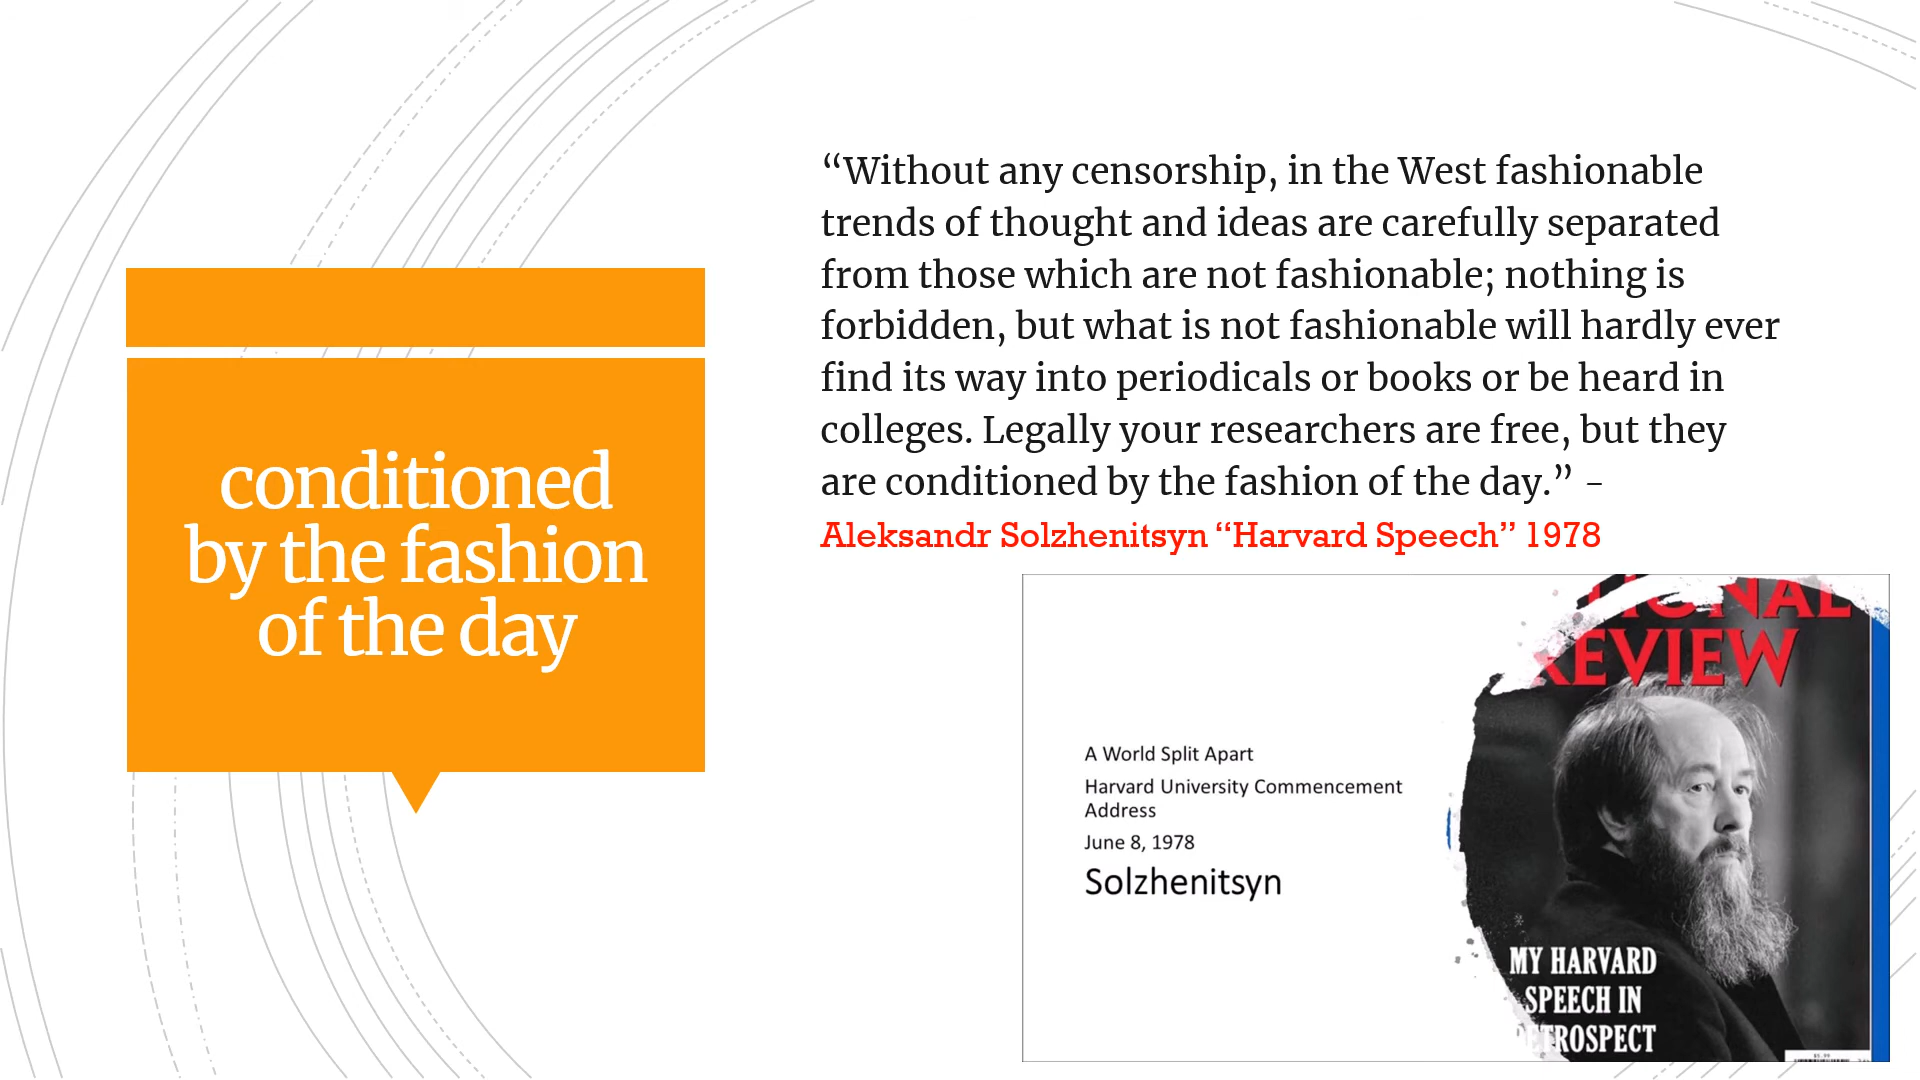 conditioned
by the fashion
of the day
“Without any censorship, in the West fashionable
trends of thought and ideas are carefully separated
from those which are not fashionable; nothing is
forbidden, but what is not fashionable will hardly ever
find its way into periodicals or books or be heard in
colleges. Legally your researchers are free, but they
are conditioned by the fashion of the day.” -
Aleksandr Solzhenitsyn “Harvard Speech” 1978
A World Split Apart
Harvard University Commencement
Address
June 8, 1978
Solzhenitsyn
TIONAL
REVIEW
MY HARVARD
SPEECH IN
RETROSPECT